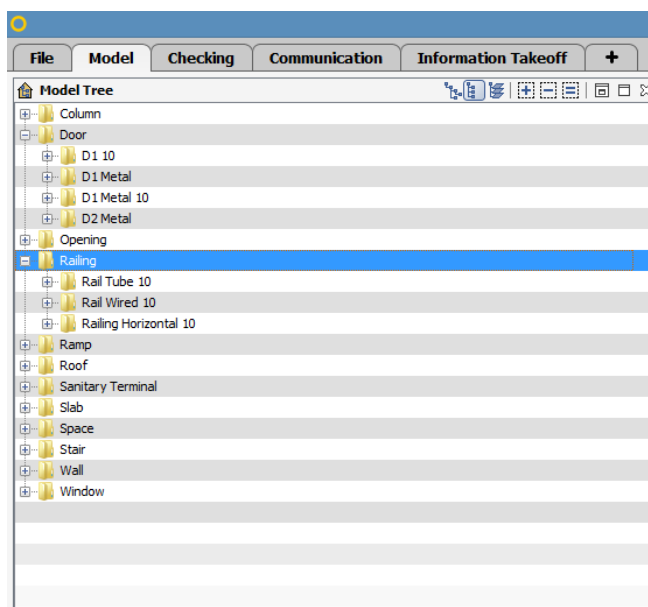 File Model Checking Communication Information Takeoff +
Model Tree
Column
Door
D1 10
D1 Metal
D1 Metal 10
D2 Metal
Opening
Railing
Rail Tube 10
Rail Wired 10
Railing Horizontal 10
Ramp
Roof
Sanitary Terminal
Slab
Space
Stair
Wall
Window